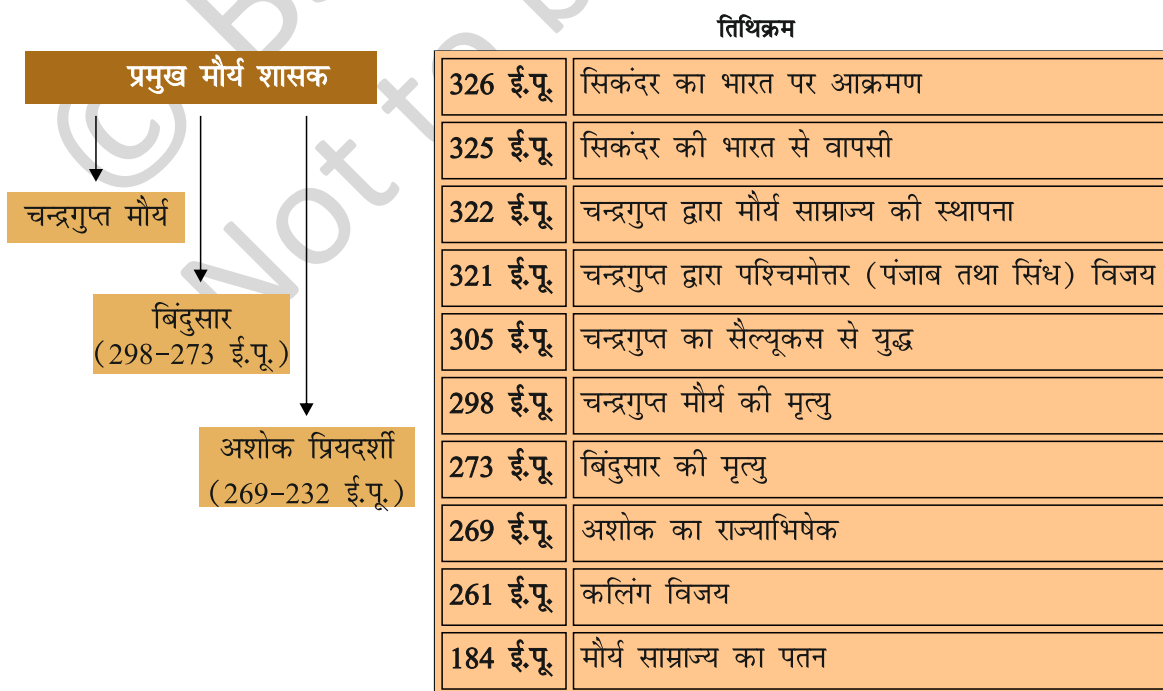 प्रमुख मौर्य शासक
चन्द्रगुप्त मौर्य
बिंदुसार
(298–273 ई.पू.)
अशोक प्रियदर्शी
(269–232 ई.पू.)
तिथिक्रम
326 ई.पू. सिकंदर का भारत पर आक्रमण
325 ई.पू. सिकंदर की भारत से वापसी
322 ई.पू. चन्द्रगुप्त द्वारा मौर्य साम्राज्य की स्थापना
321 ई.पू. चन्द्रगुप्त द्वारा पश्चिमोत्तर (पंजाब तथा सिंध) विजय
305 ई.पू. चन्द्रगुप्त का सैल्यूकस से युद्ध
298 ई.पू. चन्द्रगुप्त मौर्य की मृत्यु
273 ई.पू. बिंदुसार की मृत्यु
269 ई.पू. अशोक का राज्याभिषेक
261 ई.पू. कलिंग विजय
184 ई.पू. मौर्य साम्राज्य का पतन
©
Not